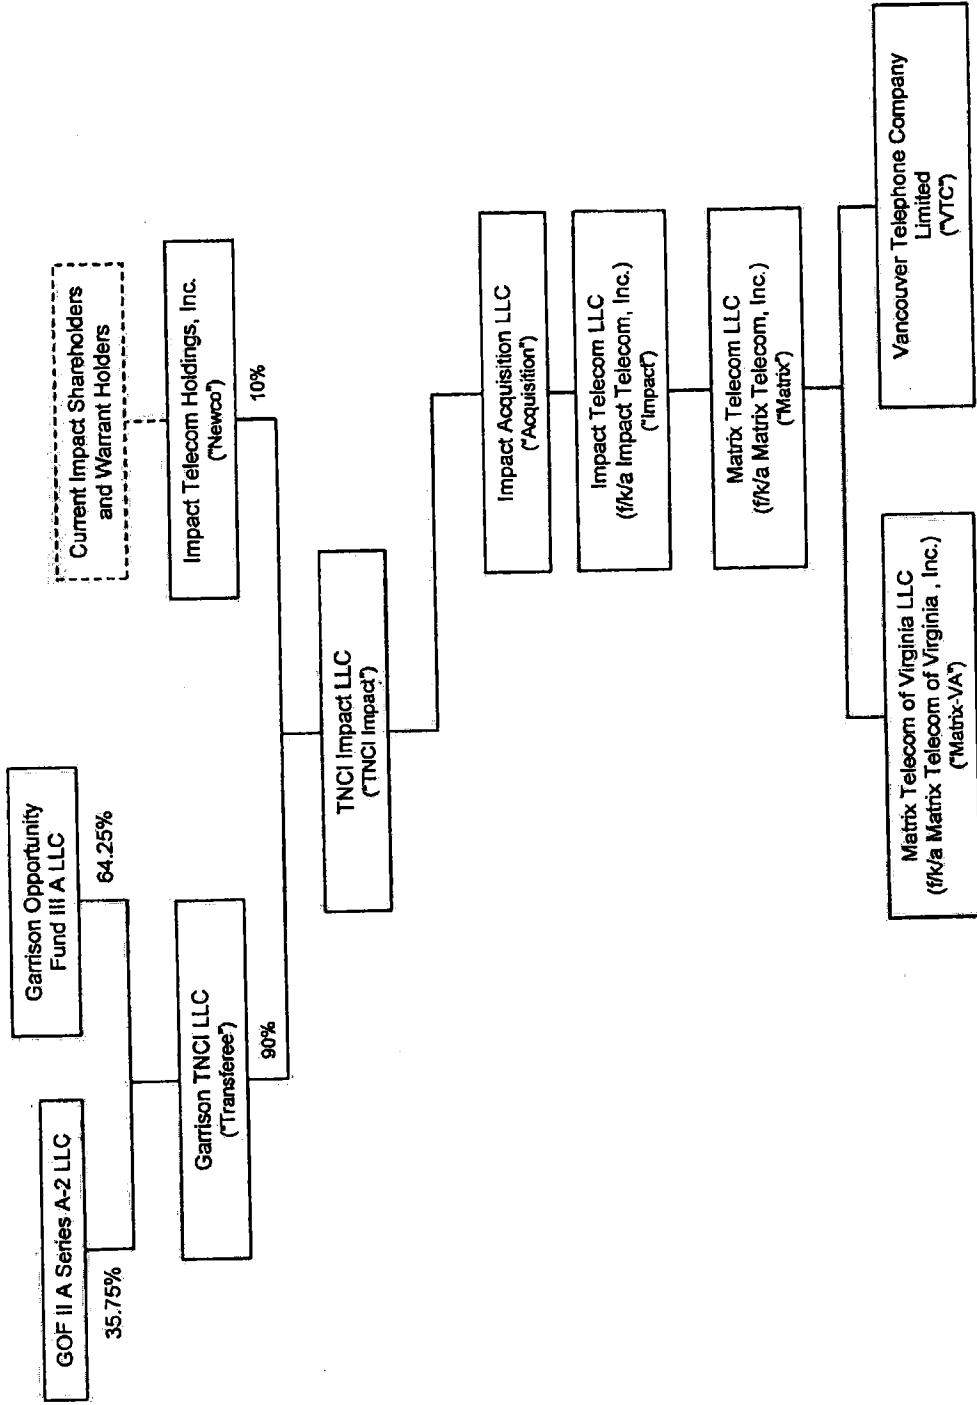 GOF II A Series A-2 LLC
35.75%
Garrison Opportunity
Fund III A LLC
64.25%
Current Impact Shareholders
and Warrant Holders
Garrison TNCI LLC
("Transferee")
90%
Impact Telecom Holdings, Inc.
("Newco")
10%
TNCI Impact LLC
("TNCI Impact")
Impact Acquisition LLC
("Acquisition")
Impact Telecom LLC
(f/k/a Impact Telecom, Inc.)
("Impact")
Matrix Telecom LLC
(f/k/a Matrix Telecom, Inc.)
("Matrix")
Matrix Telecom of Virginia LLC
(f/k/a Matrix Telecom of Virginia , Inc.)
("Matrix-VA")
Vancouver Telephone Company
Limited
("VTC")